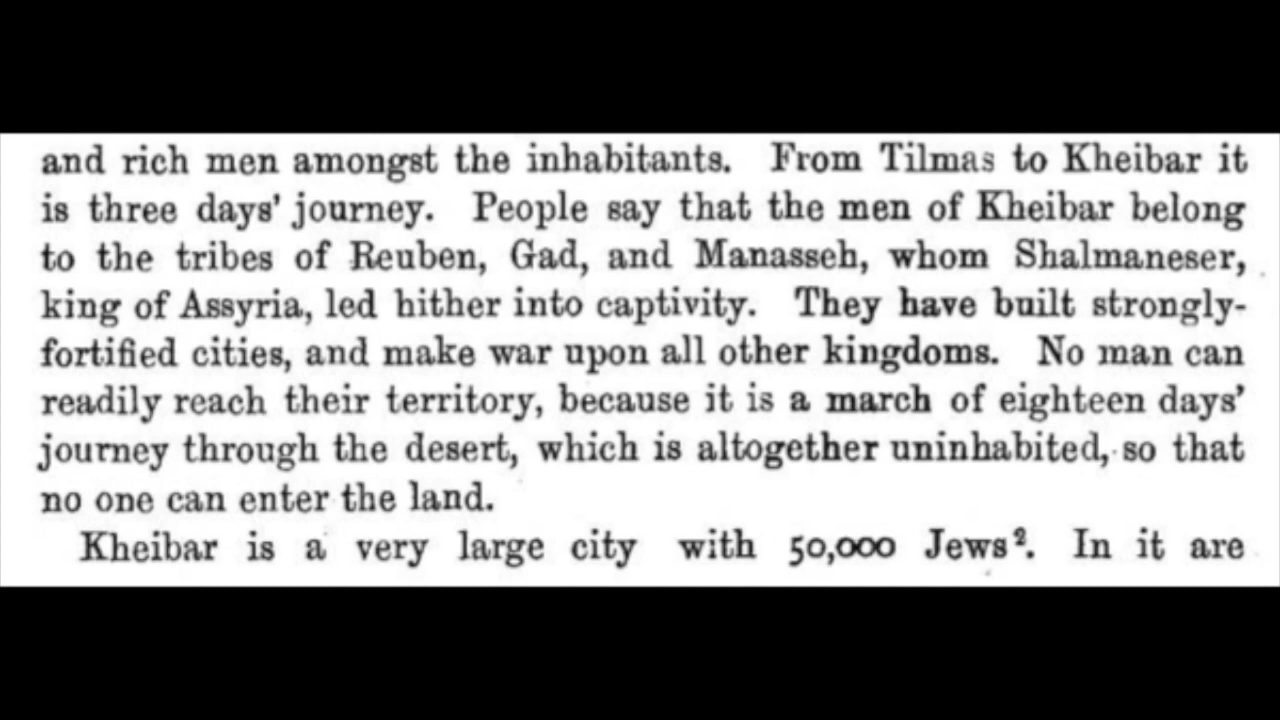 and rich men amongst the inhabitants. From Tilmas to Kheibar it
is three days' journey. People say that the men of Kheibar belong
to the tribes of Reuben, Gad, and Manasseh, whom Shalmaneser,
king of Assyria, led hither into captivity. They have built strongly-
fortified cities, and make war upon all other kingdoms. No man can
readily reach their territory, because it is a march of eighteen days'
journey through the desert, which is altogether uninhabited, so that
no one can enter the land.
Kheibar is a very large city with 50,000 Jews². In it are